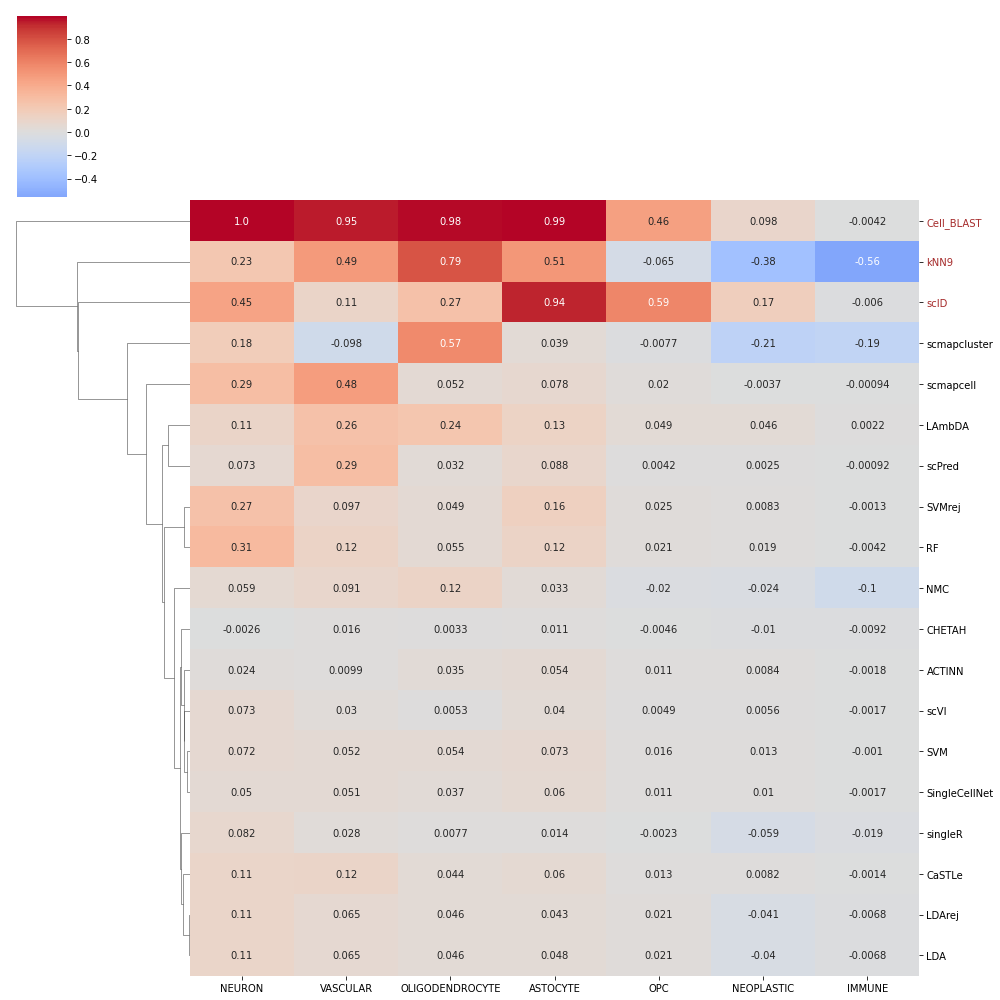 0.8
0.6
0.4
0.2
0.0
−0.2
−0.4
1.0 0.95 0.98 0.99 0.46 0.098 -0.0042 Cell_BLAST
0.23 0.49 0.79 0.51 -0.065 -0.38 -0.56 kNN9
0.45 0.11 0.27 0.94 0.59 0.17 -0.006 scID
0.18 -0.098 0.57 0.039 -0.0077 -0.21 -0.19 scmapcluster
0.29 0.48 0.052 0.078 0.02 -0.0037 -0.00094 scmapcell
0.11 0.26 0.24 0.13 0.049 0.046 0.0022 LAmbDA
0.073 0.29 0.032 0.088 0.0042 0.0025 -0.00092 scPred
0.27 0.097 0.049 0.16 0.025 0.0083 -0.0013 SVMrej
0.31 0.12 0.055 0.12 0.021 0.019 -0.0042 RF
0.059 0.091 0.12 0.033 -0.02 -0.024 -0.1 NMC
-0.0026 0.016 0.0033 0.011 -0.0046 -0.01 -0.0092 CHETAH
0.024 0.0099 0.035 0.054 0.011 0.0084 -0.0018 ACTINN
0.073 0.03 0.0053 0.04 0.0049 0.0056 -0.0017 scVI
0.072 0.052 0.054 0.073 0.016 0.013 -0.001 SVM
0.05 0.051 0.037 0.06 0.011 0.01 -0.0017 SingleCellNet
0.082 0.028 0.0077 0.014 -0.0023 -0.059 -0.019 singleR
0.11 0.12 0.044 0.06 0.013 0.0082 -0.0014 CaSTLe
0.11 0.065 0.046 0.043 0.021 -0.041 -0.0068 LDArej
0.11 0.065 0.046 0.048 0.021 -0.04 -0.0068 LDA
NEURON VASCULAR OLIGODENDROCYTE ASTOCYTE OPC NEOPLASTIC IMMUNE